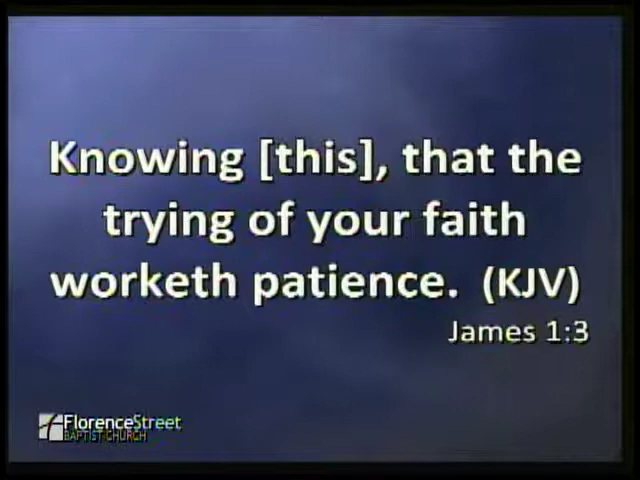 Knowing [this], that the
trying of your faith
worketh patience. (KJV)
James 1:3
FlorenceStreet
BAPTIST CHURCH